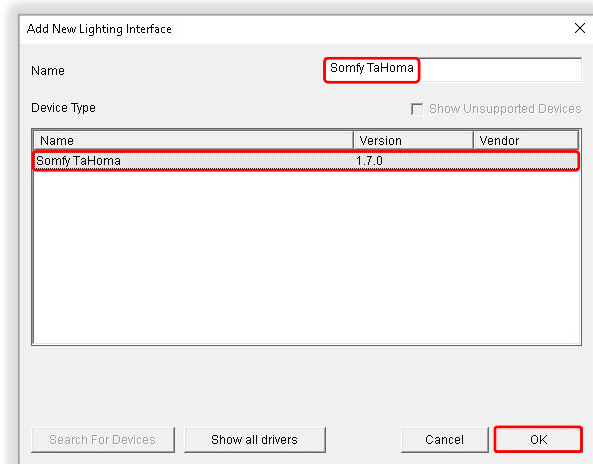 Add New Lighting Interface
Name Somfy TaHoma
Device Type Show Unsupported Devices
Name Version Vendor
Somfy TaHoma 1.7.0
Search For Devices Show all drivers Cancel OK